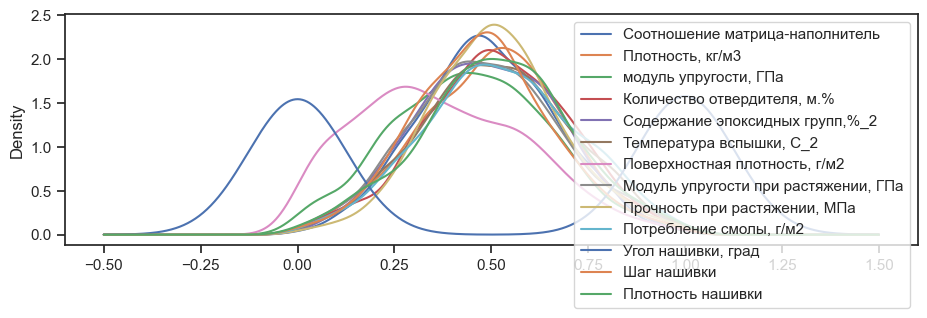 2.5
2.0
1.5
1.0
0.5
0.0
Density
−0.50
−0.25
0.00
0.25
0.50
0.75
1.00
1.25
1.50
Соотношение матрица-наполнитель
Плотность, кг/м3
модуль упругости, ГПа
Количество отвердителя, м.%
Содержание эпоксидных групп,%_2
Температура вспышки, С_2
Поверхностная плотность, г/м2
Модуль упругости при растяжении, ГПа
Прочность при растяжении, МПа
Потребление смолы, г/м2
Угол нашивки, град
Шаг нашивки
Плотность нашивки